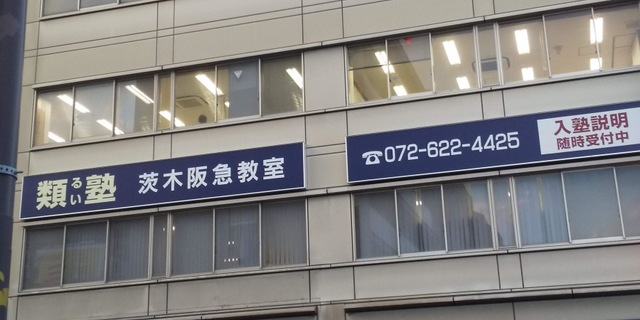 類塾 るい 茨木阪急教室
☎072-622-4425
入塾説明
随時受付中